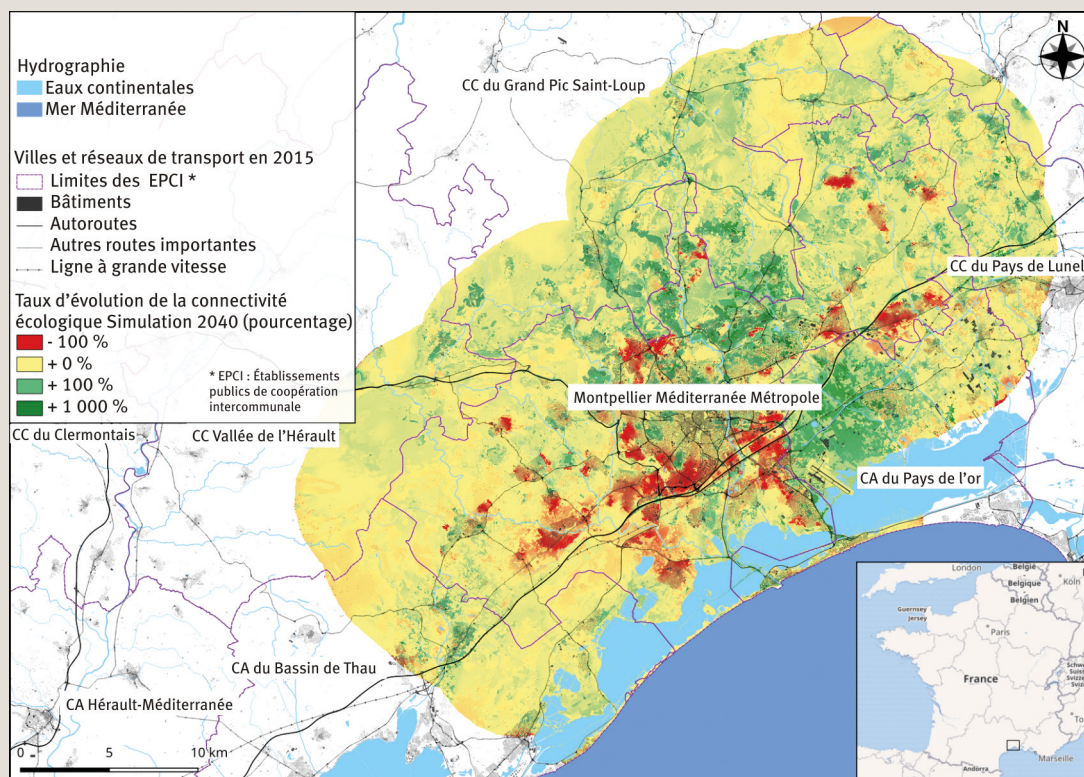 N
Hydrographie
Eaux continentales
Mer Méditerranée
Villes et réseaux de transport en 2015
Limites des EPCI *
Bâtiments
Autoroutes
Autres routes importantes
Ligne à grande vitesse
Taux d'évolution de la connectivité
écologique Simulation 2040 (pourcentage)
- 100 %
+ 0 %
+ 100 %
+ 1 000 %
* EPCI : Établissements
publics de coopération
intercommunale
CC du Grand Pic Saint-Loup
CC du Pays de Lunel
Montpellier Méditerranée Métropole
CC du Clermontais
CC Vallée de l'Hérault
CA du Pays de l'or
CA du Bassin de Thau
CA Hérault-Méditerranée
0 5 10 km
London
België
Belgique
Belgien
Köln
Guernsey
Jersey
Paris
France
Marseille
Andorra